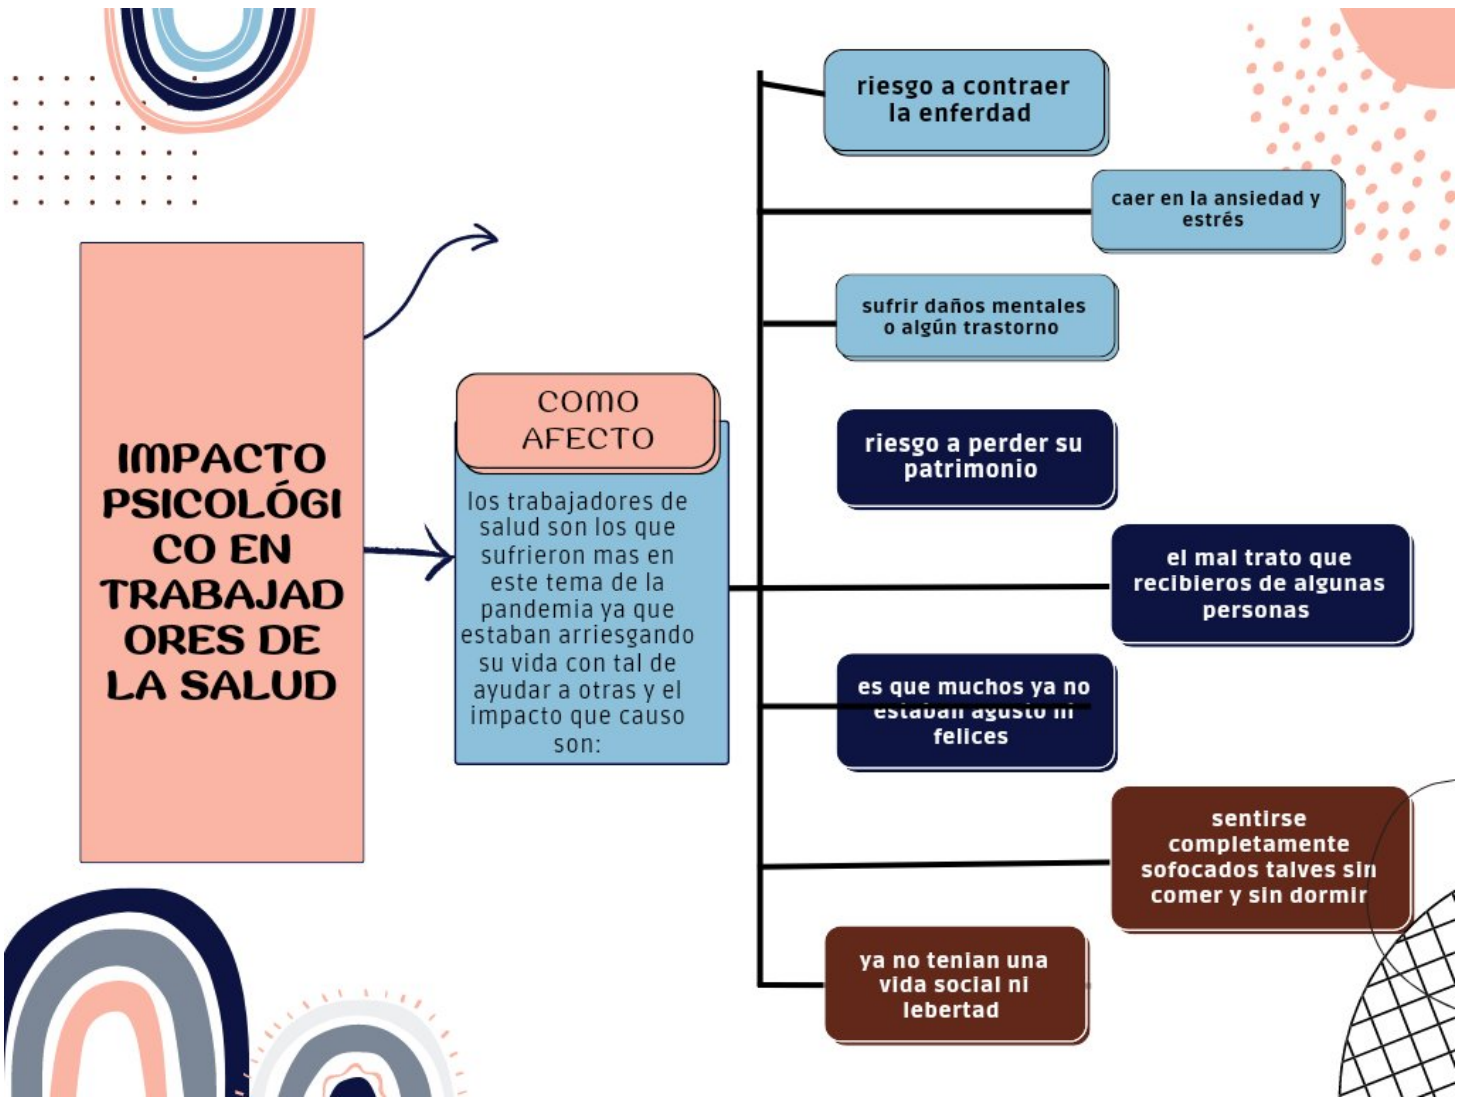 IMPACTO
PSICOLÓGI
CO EN
TRABAJAD
ORES DE
LA SALUD
COMO
AFECTO
los trabajadores de
salud son los que
sufrieron mas en
este tema de la
pandemia ya que
estaban arriesgando
su vida con tal de
ayudar a otras y el
impacto que causo
son:
riesgo a contraer
la enferdad
caer en la ansiedad y
estrés
sufrir daños mentales
o algún trastorno
riesgo a perder su
patrimonio
el mal trato que
recibieros de algunas
personas
es que muchos ya no
estaban agusto ni
felices
sentirse
completamente
sofocados talves sin
comer y sin dormir
ya no tenian una
vida social ni
lebertad